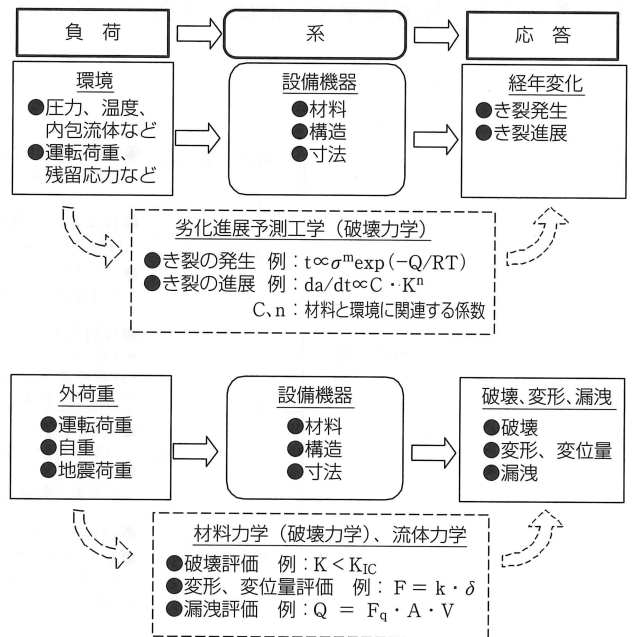 負荷
系
応答
環境
●圧力、温度、
内包流体など
●運転荷重、
残留応力など
設備機器
●材料
●構造
●寸法
経年変化
●き裂発生
●き裂進展
劣化進展予測工学（破壊力学）
●き裂の発生 例：t∝σ^m exp(−Q/RT)
●き裂の進展 例：da/dt∝C・K^n
C、n：材料と環境に関連する係数
外荷重
●運転荷重
●自重
●地震荷重
設備機器
●材料
●構造
●寸法
破壊、変形、漏洩
●破壊
●変形、変位量
●漏洩
材料力学（破壊力学）、流体力学
●破壊評価 例：K＜K_IC
●変形、変位量評価 例：F＝k・δ
●漏洩評価 例：Q ＝ F_q・A・V